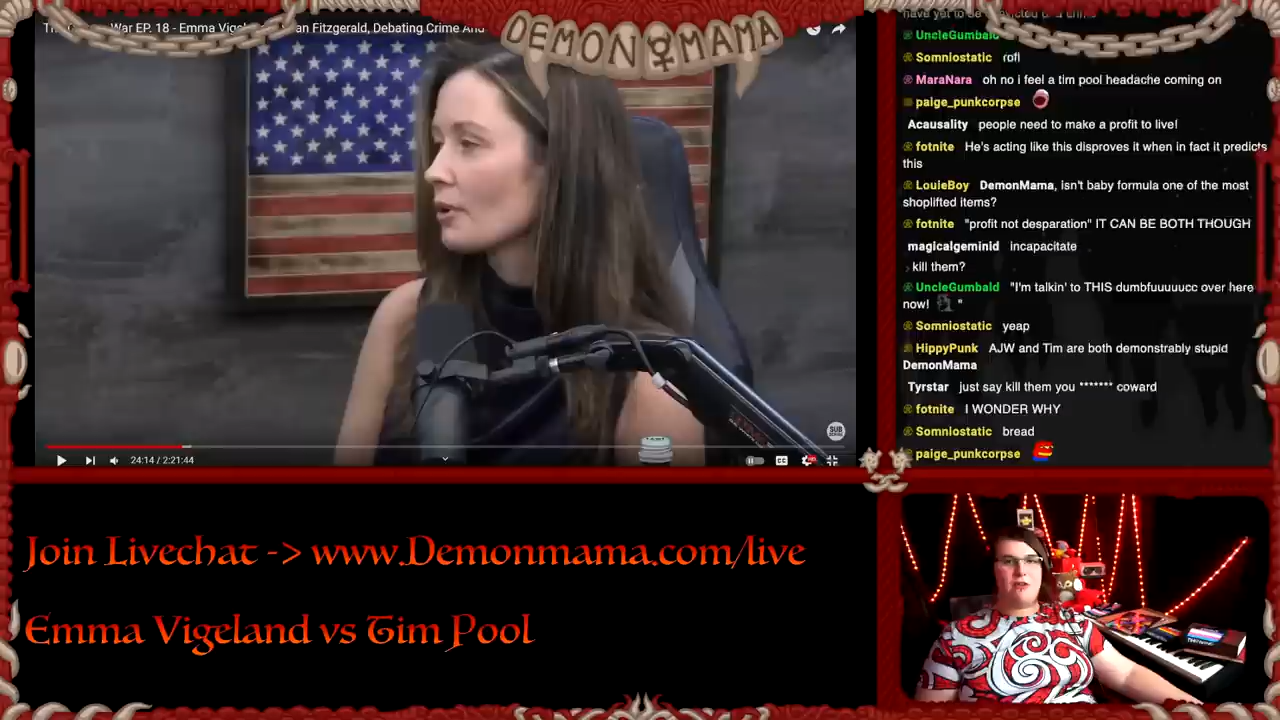 War EP. 18 - Emma
Fitzgerald, Debating Crime And
DEMON MAMA
24:14 / 2:21:44
CC
SUB
UncleGumbald
Somniostatic rofl
MaraNara oh no i feel a tim pool headache coming on
paige_punkcorpse
Acausality people need to make a profit to live!
fotnite He's acting like this disproves it when in fact it predicts
this
LouieBoy DemonMama, isn't baby formula one of the most
shoplifted items?
fotnite "profit not desparation" IT CAN BE BOTH THOUGH
magicalgeminid incapacitate
kill them?
UncleGumbald "I'm talkin' to THIS dumbfuuuuucc over here
now! "
Somniostatic yeap
HippyPunk AJW and Tim are both demonstrably stupid
DemonMama
Tyrstar just say kill them you ******* coward
fotnite I WONDER WHY
Somniostatic bread
paige_punkcorpse
Join Livechat -> www.Demonmama.com/live
Emma Vigeland vs Tim Pool